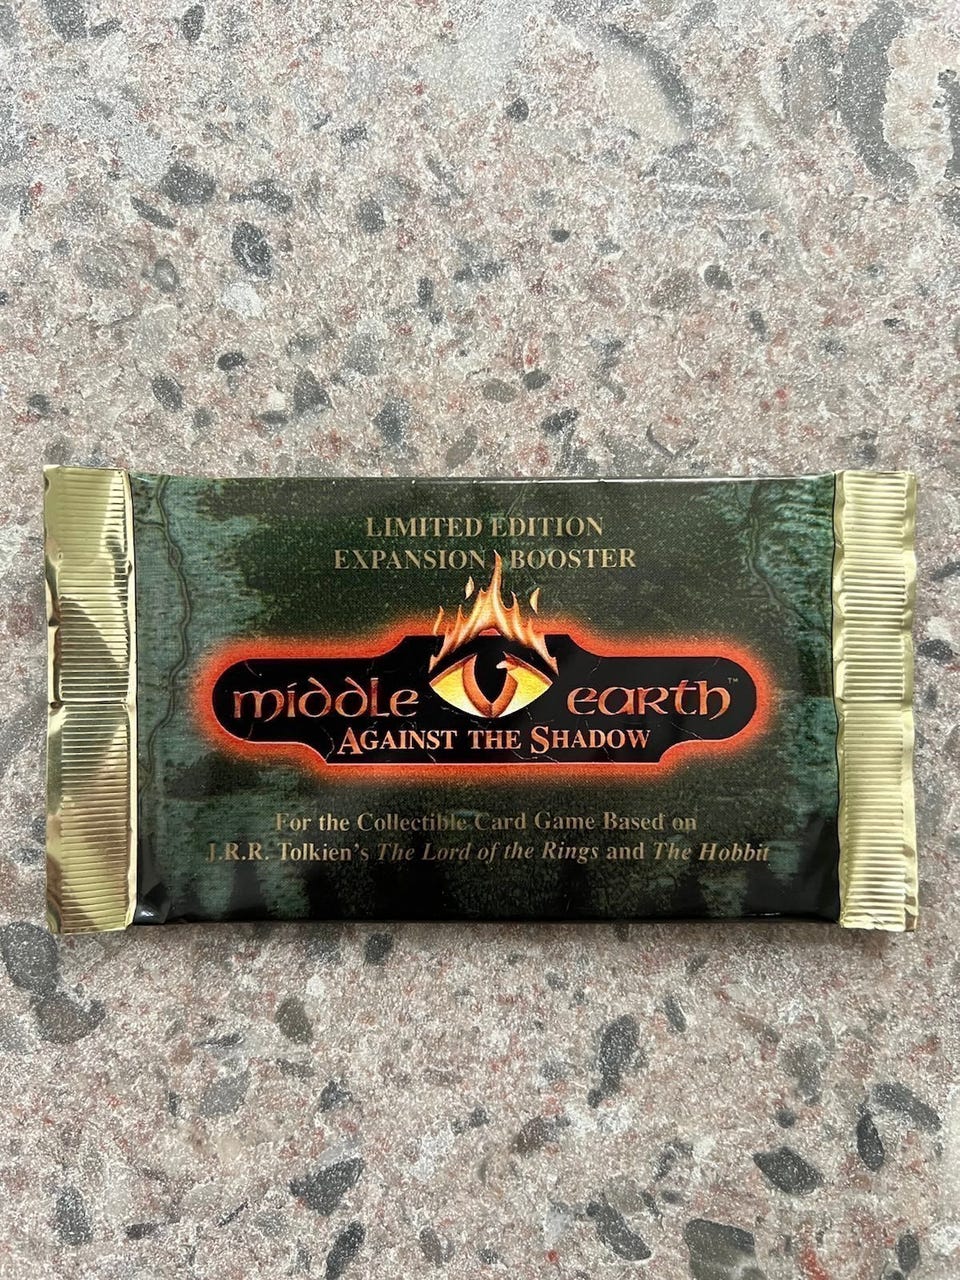 LIMITED EDITION
EXPANSION BOOSTER
middle earth™
AGAINST THE SHADOW
For the Collectible Card Game Based on
J.R.R. Tolkien's The Lord of the Rings and The Hobbit